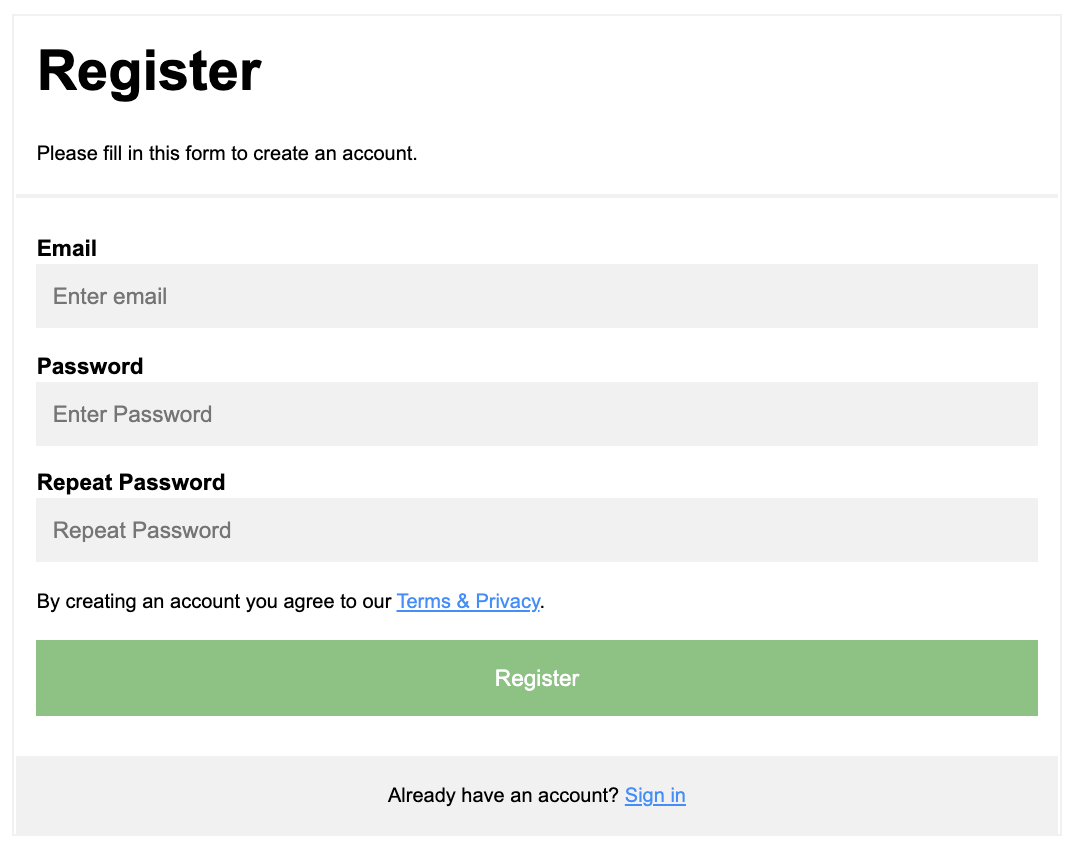 Register
Please fill in this form to create an account.
Email
Enter email
Password
Enter Password
Repeat Password
Repeat Password
By creating an account you agree to our Terms & Privacy.
Register
Already have an account? Sign in